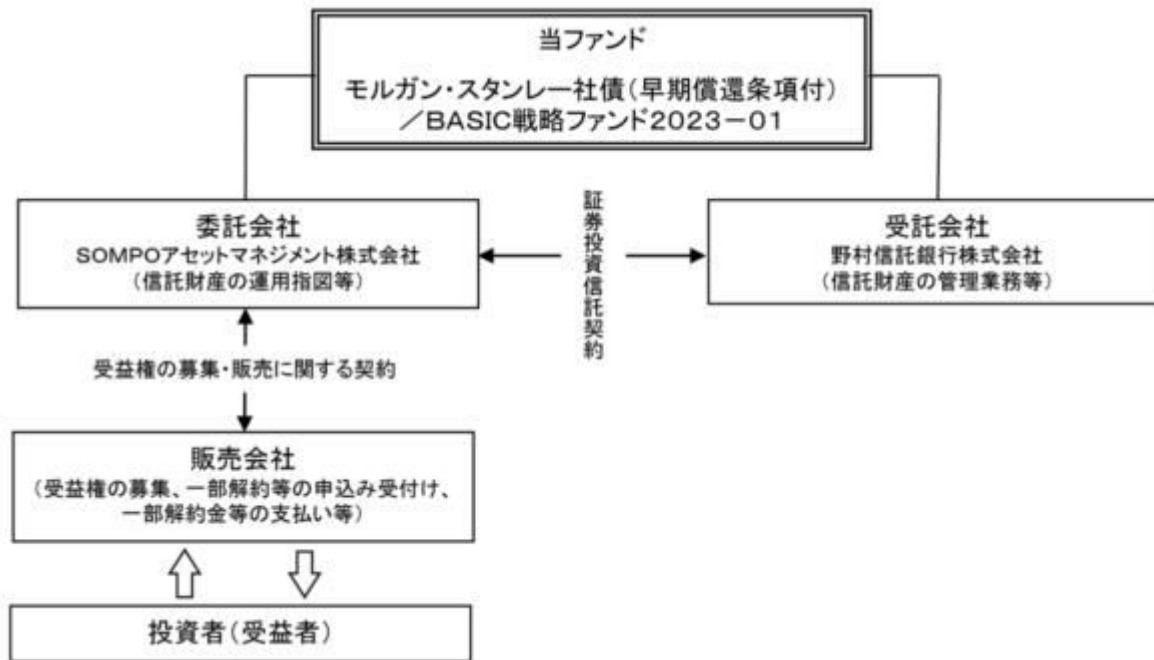 当ファンド
モルガン・スタンレー社債(早期償還条項付)
／BASIC戦略ファンド2023－01
委託会社
SOMPOアセットマネジメント株式会社
(信託財産の運用指図等)
証券投資信託契約
受託会社
野村信託銀行株式会社
(信託財産の管理業務等)
受益権の募集・販売に関する契約
販売会社
(受益権の募集、一部解約等の申込み受付け、
一部解約金等の支払い等)
投資者(受益者)